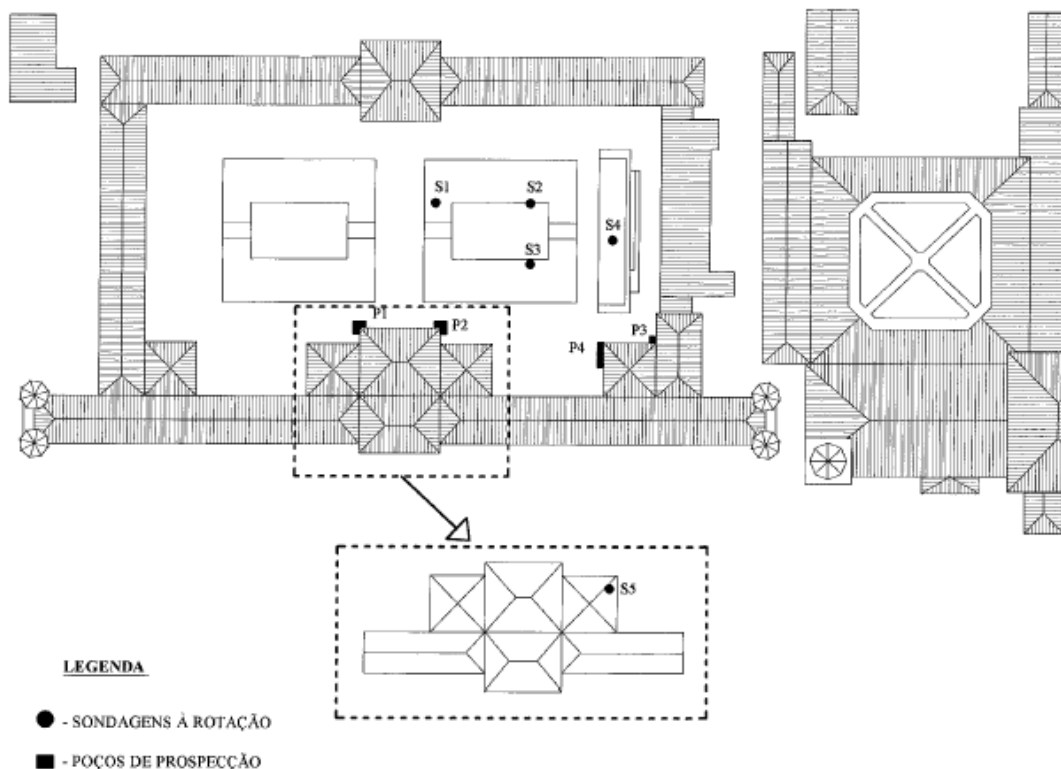 S1
S2
S3
S4
P1
P2
P3
P4
S5
LEGENDA
- SONDAGENS À ROTAÇÃO
- POÇOS DE PROSPECÇÃO